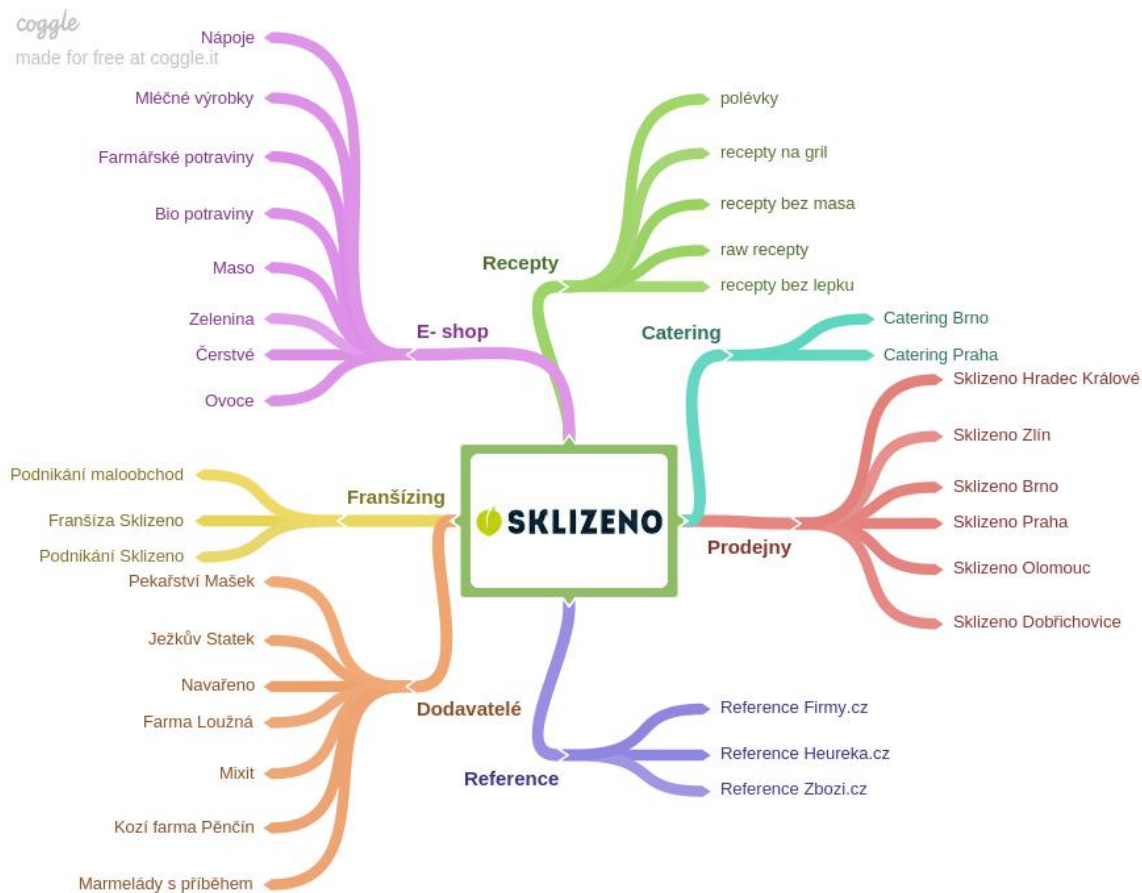 coggle
made for free at coggle.it
Nápoje
Mléčné výrobky
Farmářské potraviny
Bio potraviny
Maso
Zelenina
Čerstvé
Ovoce
E- shop
Recepty
polévky
recepty na gril
recepty bez masa
raw recepty
recepty bez lepku
Catering
Catering Brno
Catering Praha
Sklizeno Hradec Králové
Sklizeno Zlín
Sklizeno Brno
Sklizeno Praha
Sklizeno Olomouc
Sklizeno Dobřichovice
Prodejny
SKLIZENO
Franšízing
Podnikání maloobchod
Franšíza Sklizeno
Podnikání Sklizeno
Pekařství Mašek
Ježkův Statek
Navařeno
Farma Loužná
Mixit
Kozí farma Pěnčín
Marmelády s příběhem
Dodavatelé
Reference
Reference Firmy.cz
Reference Heureka.cz
Reference Zbozi.cz